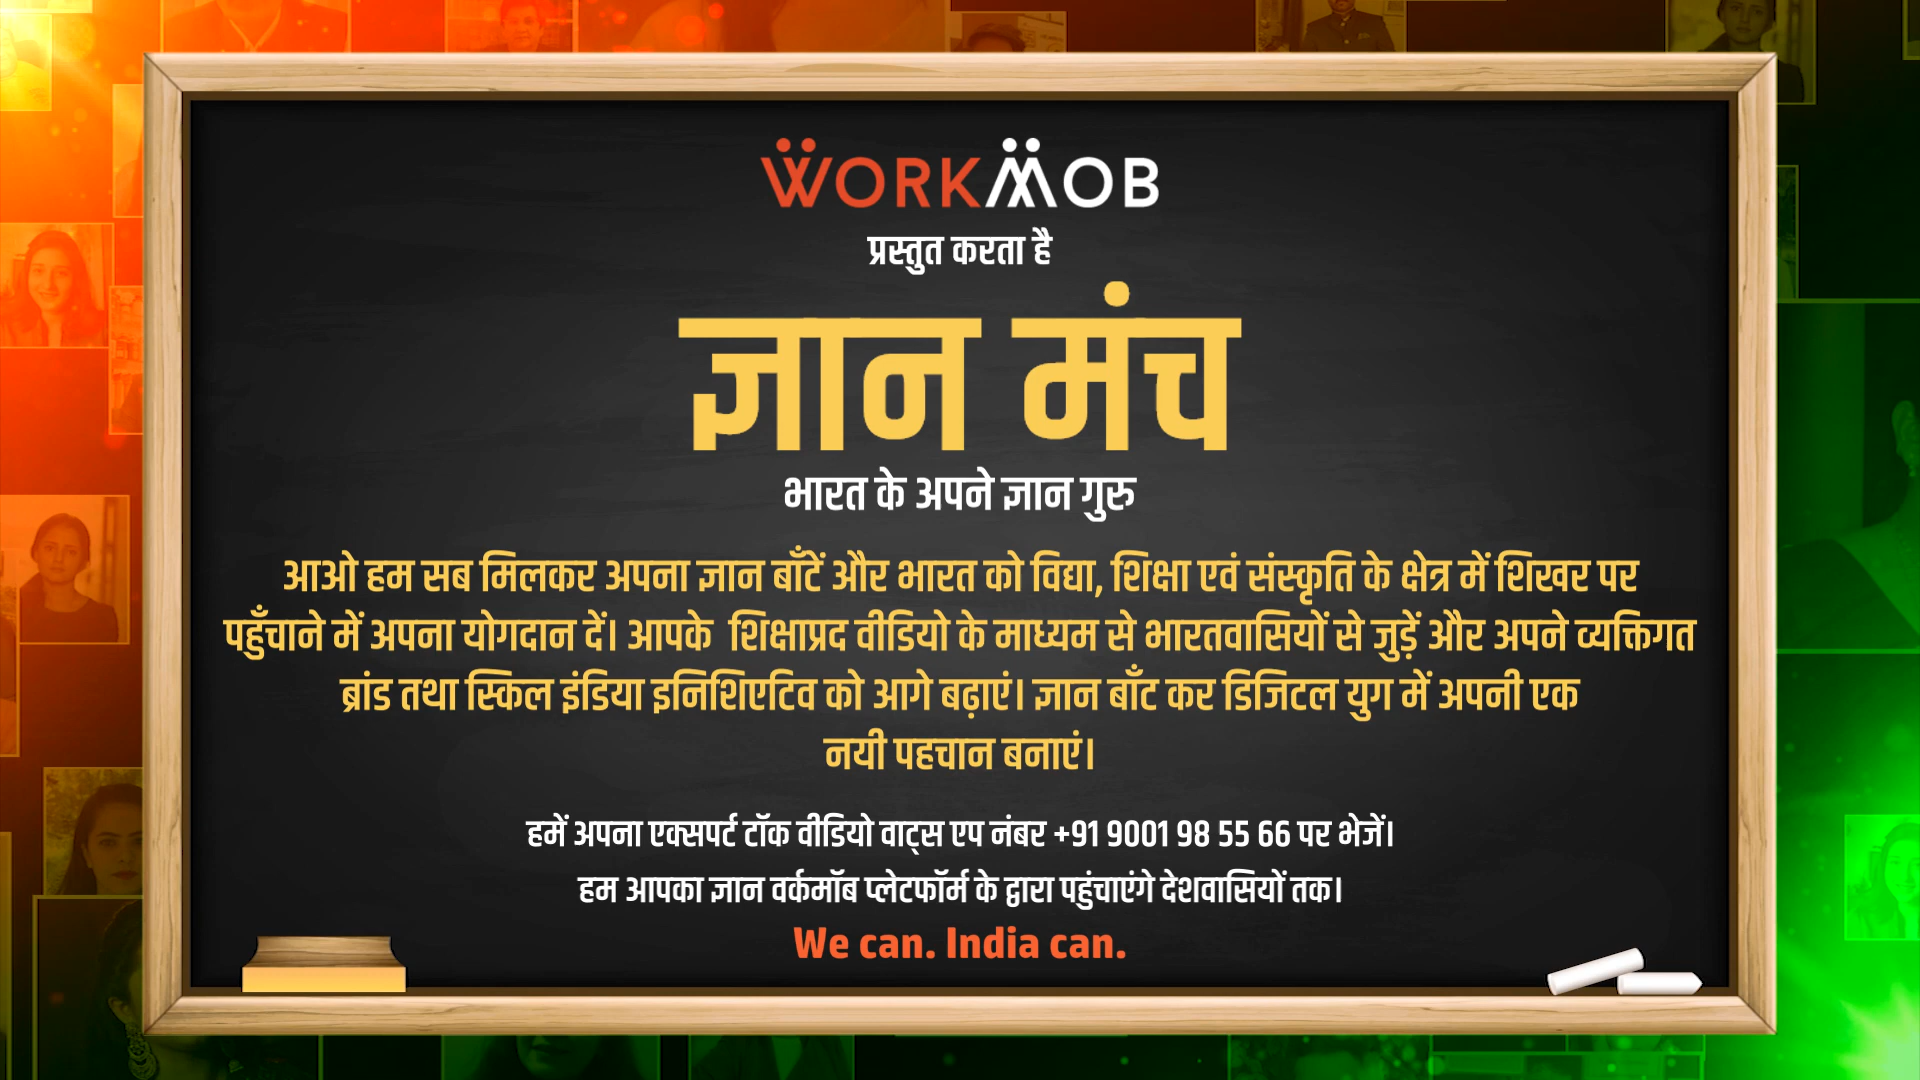 WORKMOB
प्रस्तुत करता है
ज्ञान मंच
भारत के अपने ज्ञान गुरु
आओ हम सब मिलकर अपना ज्ञान बाँटें और भारत को विद्या, शिक्षा एवं संस्कृति के क्षेत्र में शिखर पर
पहुँचाने में अपना योगदान दें। आपके शिक्षाप्रद वीडियो के माध्यम से भारतवासियों से जुड़ें और अपने व्यक्तिगत
ब्रांड तथा स्किल इंडिया इनिशिएटिव को आगे बढ़ाएं। ज्ञान बाँट कर डिजिटल युग में अपनी एक
नयी पहचान बनाएं।
हमें अपना एक्सपर्ट टॉक वीडियो वाट्स एप नंबर +91 9001 98 55 66 पर भेजें।
हम आपका ज्ञान वर्कमॉब प्लेटफॉर्म के द्वारा पहुंचाएंगे देशवासियों तक।
We can. India can.